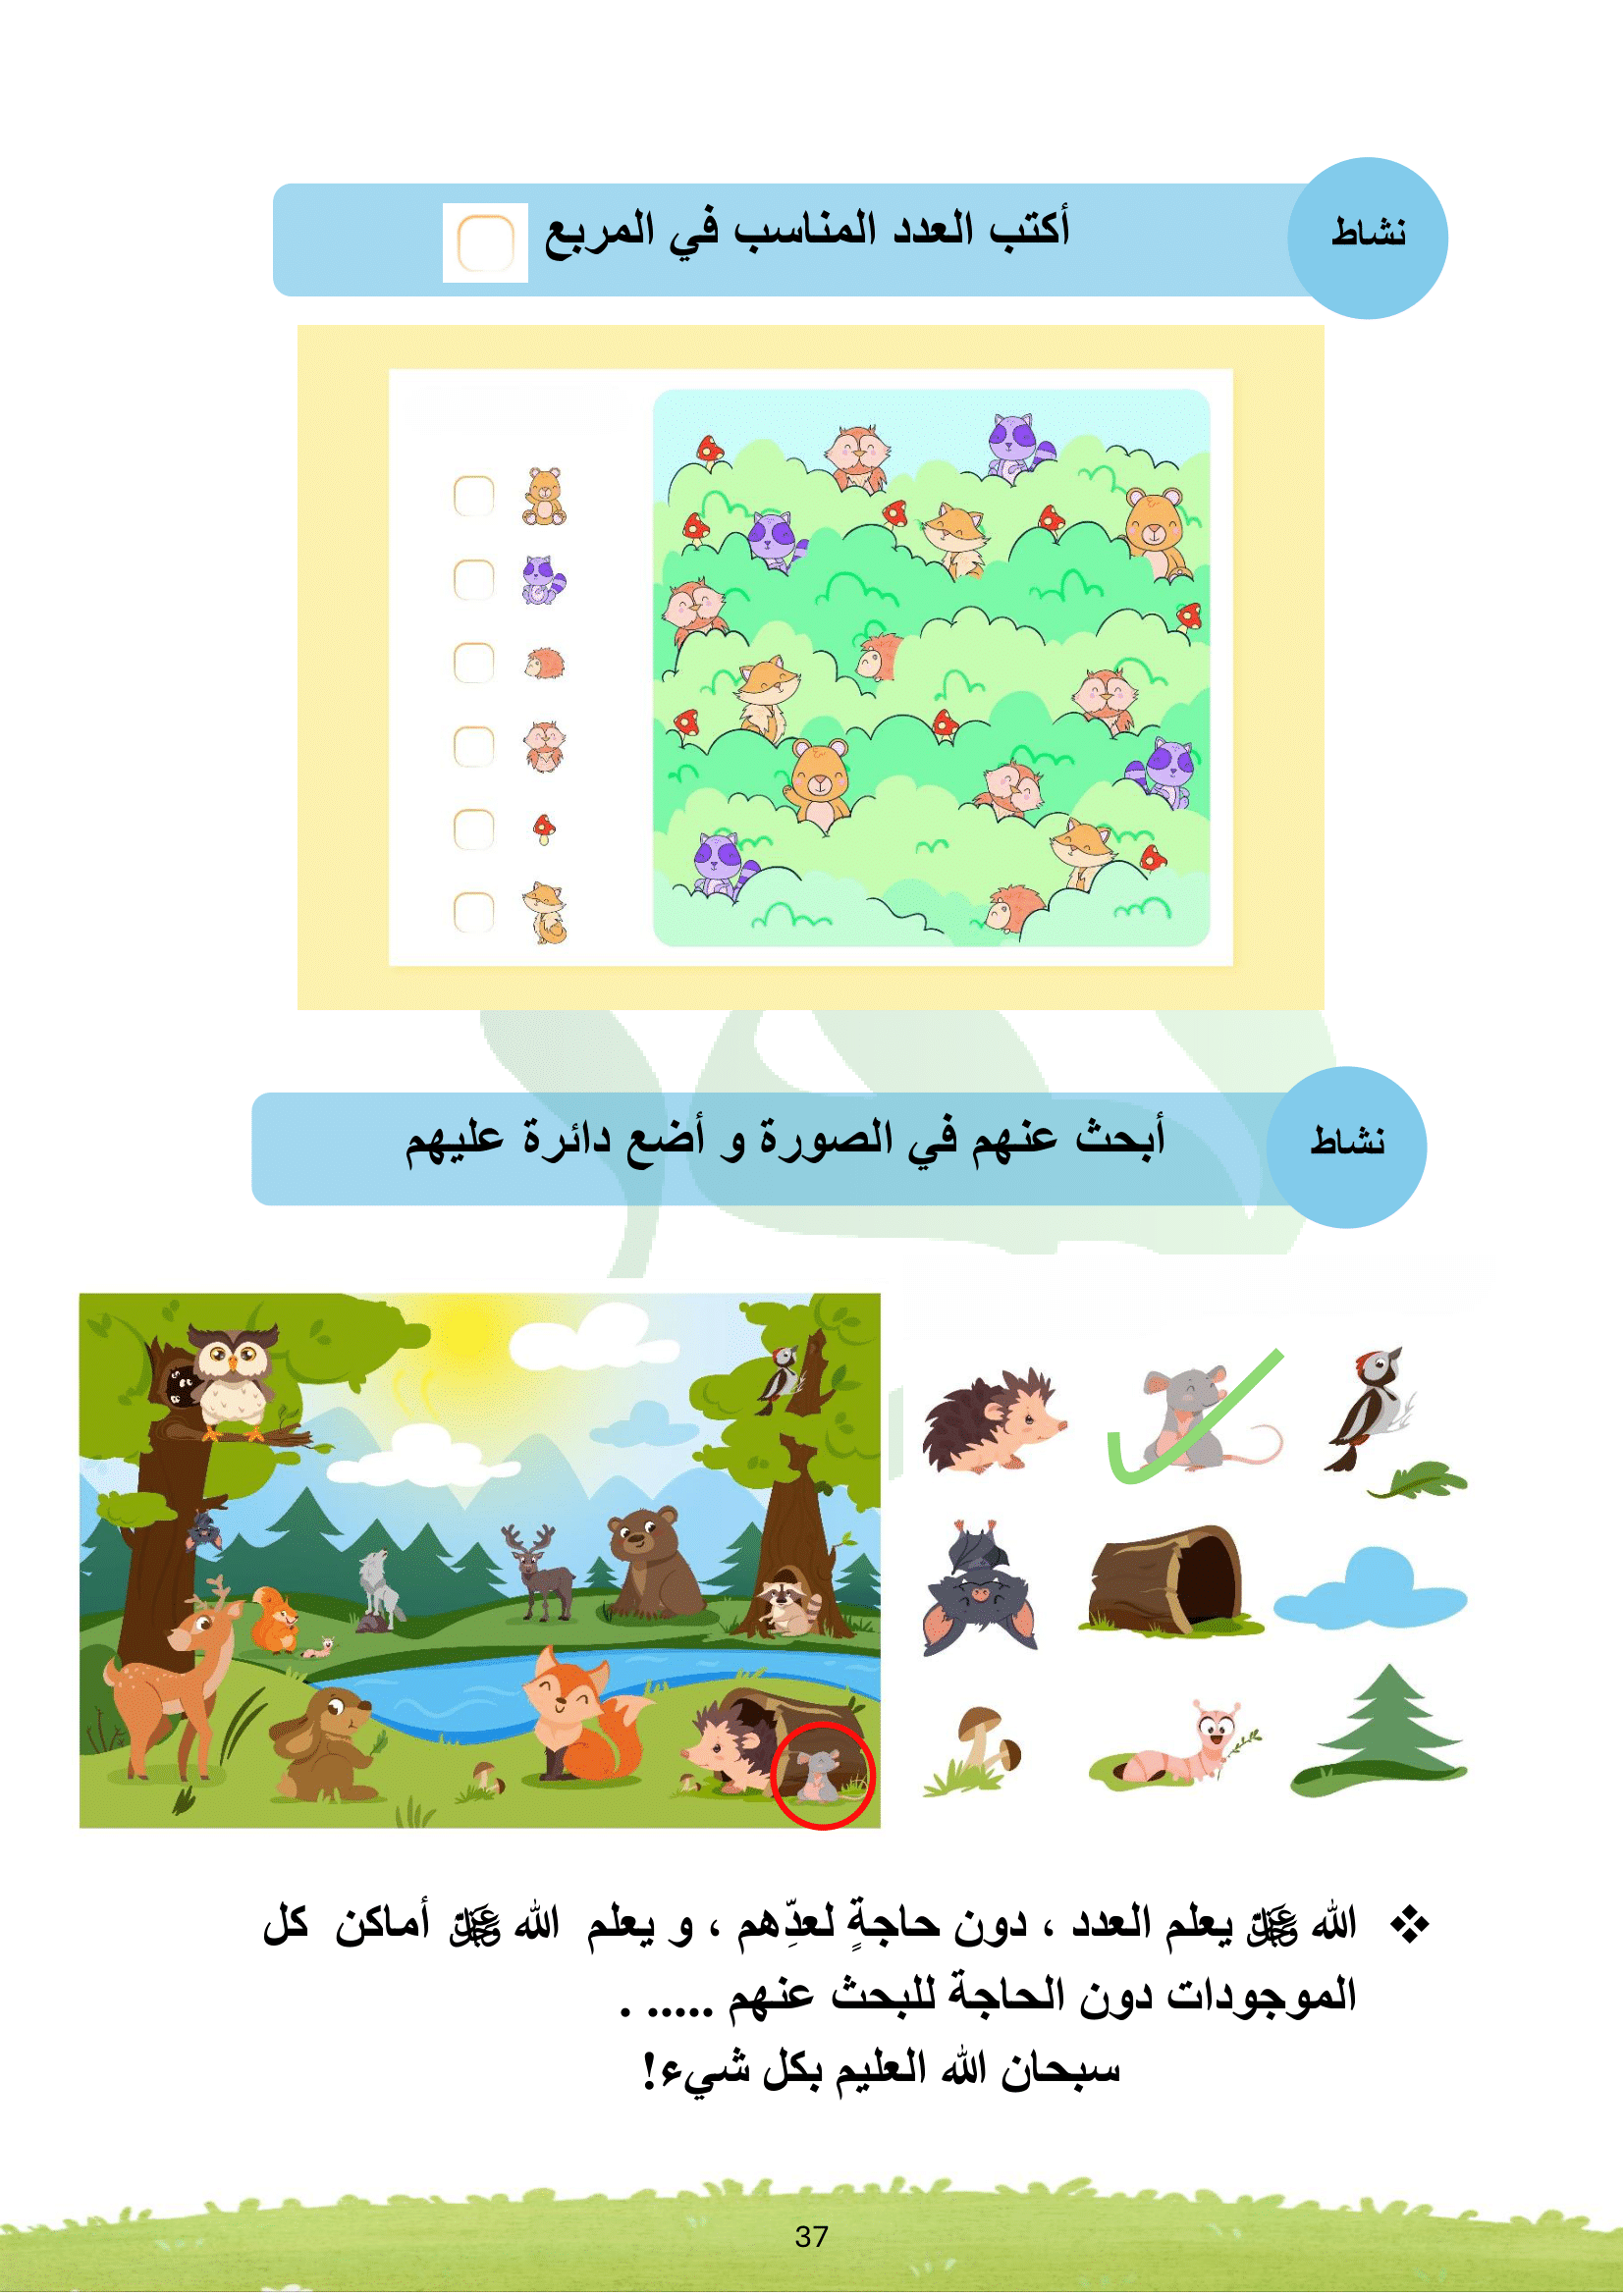 نشاط
أكتب العدد المناسب في المربع
نشاط
أبحث عنهم في الصورة و أضع دائرة عليهم
❖ الله ﷻ يعلم العدد ، دون حاجةٍ لعدِّهم ، و يعلم الله ﷻ أماكن كل
الموجودات دون الحاجة للبحث عنهم ..... .
سبحان الله العليم بكل شيء!
37